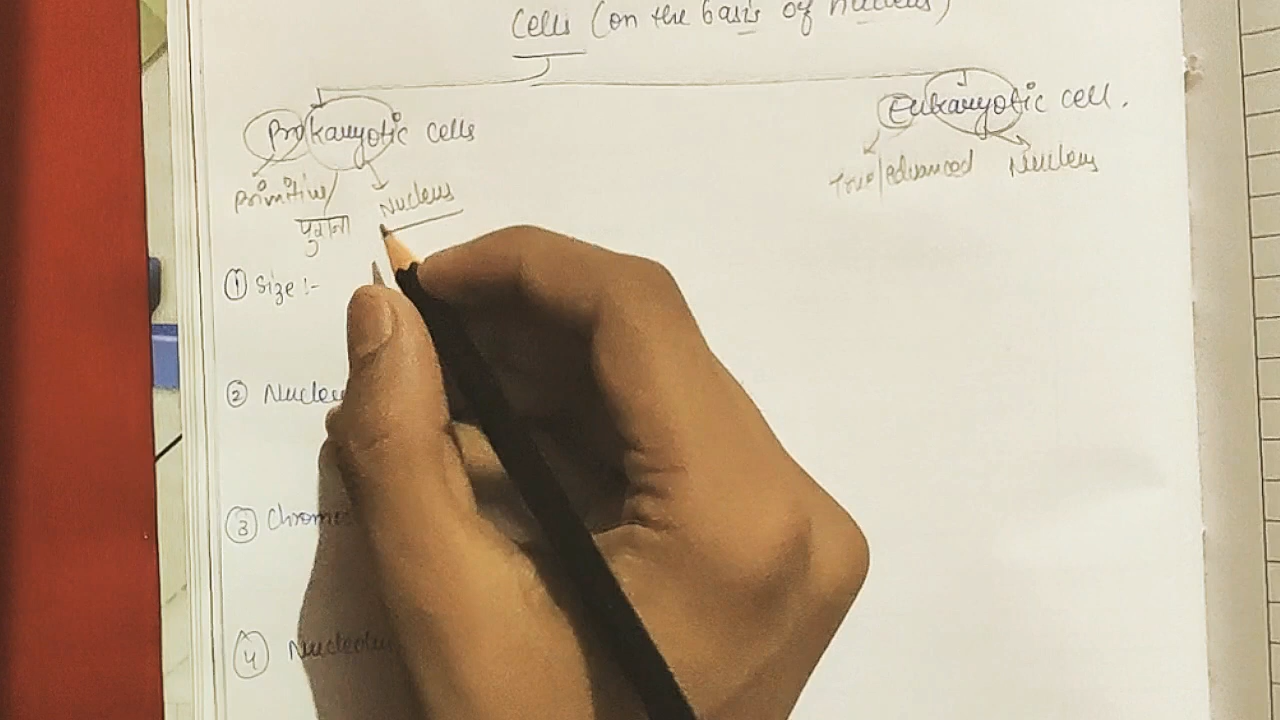 Cells (on the basis of nucleus)
Prokaryotic cells
Eukaryotic cell.
Primitive/
Nucleus
True/advanced
Nucleus
पुराना
① Size :-
② Nucleu
③ Chromo
④ Nucleolu